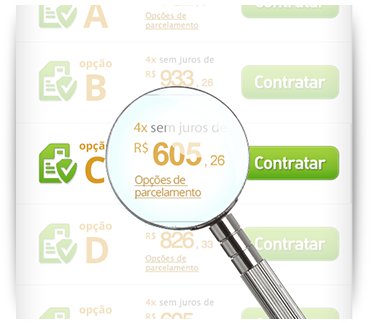 A
Opções de
parcelamento
Contratar
opção
B
4x sem juros de
R$ 933, 26
Contratar
opção
C
4x sem juros de
R$ 605, 26
Opções de
parcelamento
Contratar
opção
D
R$ 826, 33
Opções de
parcelamento
Contratar
opção
4x sem juros de
R$
Contratar